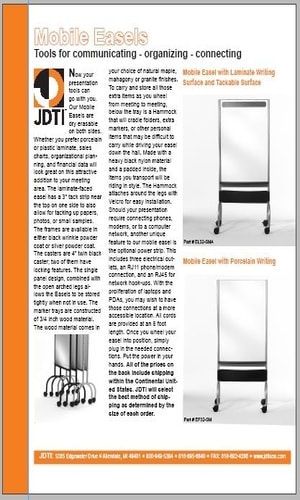 Mobile Easels
Tools for communicating - organizing - connecting
JDTI
Now your
presentation
tools can
go with you.
Our Mobile
Easels are
dry erasable
on both sides.
Whether you prefer porcelain
or plastic laminate, sales
charts, organizational plan-
ning, and financial data will
look great on this attractive
addition to your meeting
area. The laminate-faced
easel has a 3" tack strip near
the top on one side to also
allow for tacking up papers,
photos, or small samples.
The frames are available in
either black wrinkle powder
coat or silver powder coat.
The casters are 4" twin black
caster; two of them have
locking features. The single
panel design, combined with
the open arched legs al-
lows the Easels to be stored
tightly when not in use. The
marker trays are constructed
of 3/4 inch wood material.
The wood material comes in
your choice of natural maple,
mahogany or granite finishes.
To carry and store all those
extra items as you wheel
from meeting to meeting,
below the tray is a Hammock
that will cradle folders, extra
markers, or other personal
items that may be difficult to
carry while driving your easel
down the hall. Made with a
heavy black nylon material
and a padded inside, the
items you transport will be
riding in style. The Hammock
attaches around the legs with
Velcro for easy installation.
Should your presentation
require connecting phones,
modems, or to a computer
network, another unique
feature to our mobile easel is
the optional power strip. This
includes three electrical out-
lets, an RJ11 phone/modem
connection, and an RJ45 for
network hook-ups. With the
proliferation of laptops and
PDAs, you may wish to have
those connections at a more
accessible location. All cords
are provided at an 8 foot
length. Once you wheel your
easel into position, simply
plug in the needed connec-
tions. Put the power in your
hands. All of the prices on
the back include shipping
within the Continental Unit-
ed States. JDTI will select
the best method of ship-
ping as determined by the
size of each order.
Mobile Easel with Laminate Writing
Surface and Tackable Surface
Part #
Mobile Easel with Porcelain Writing
Part #
JDTI